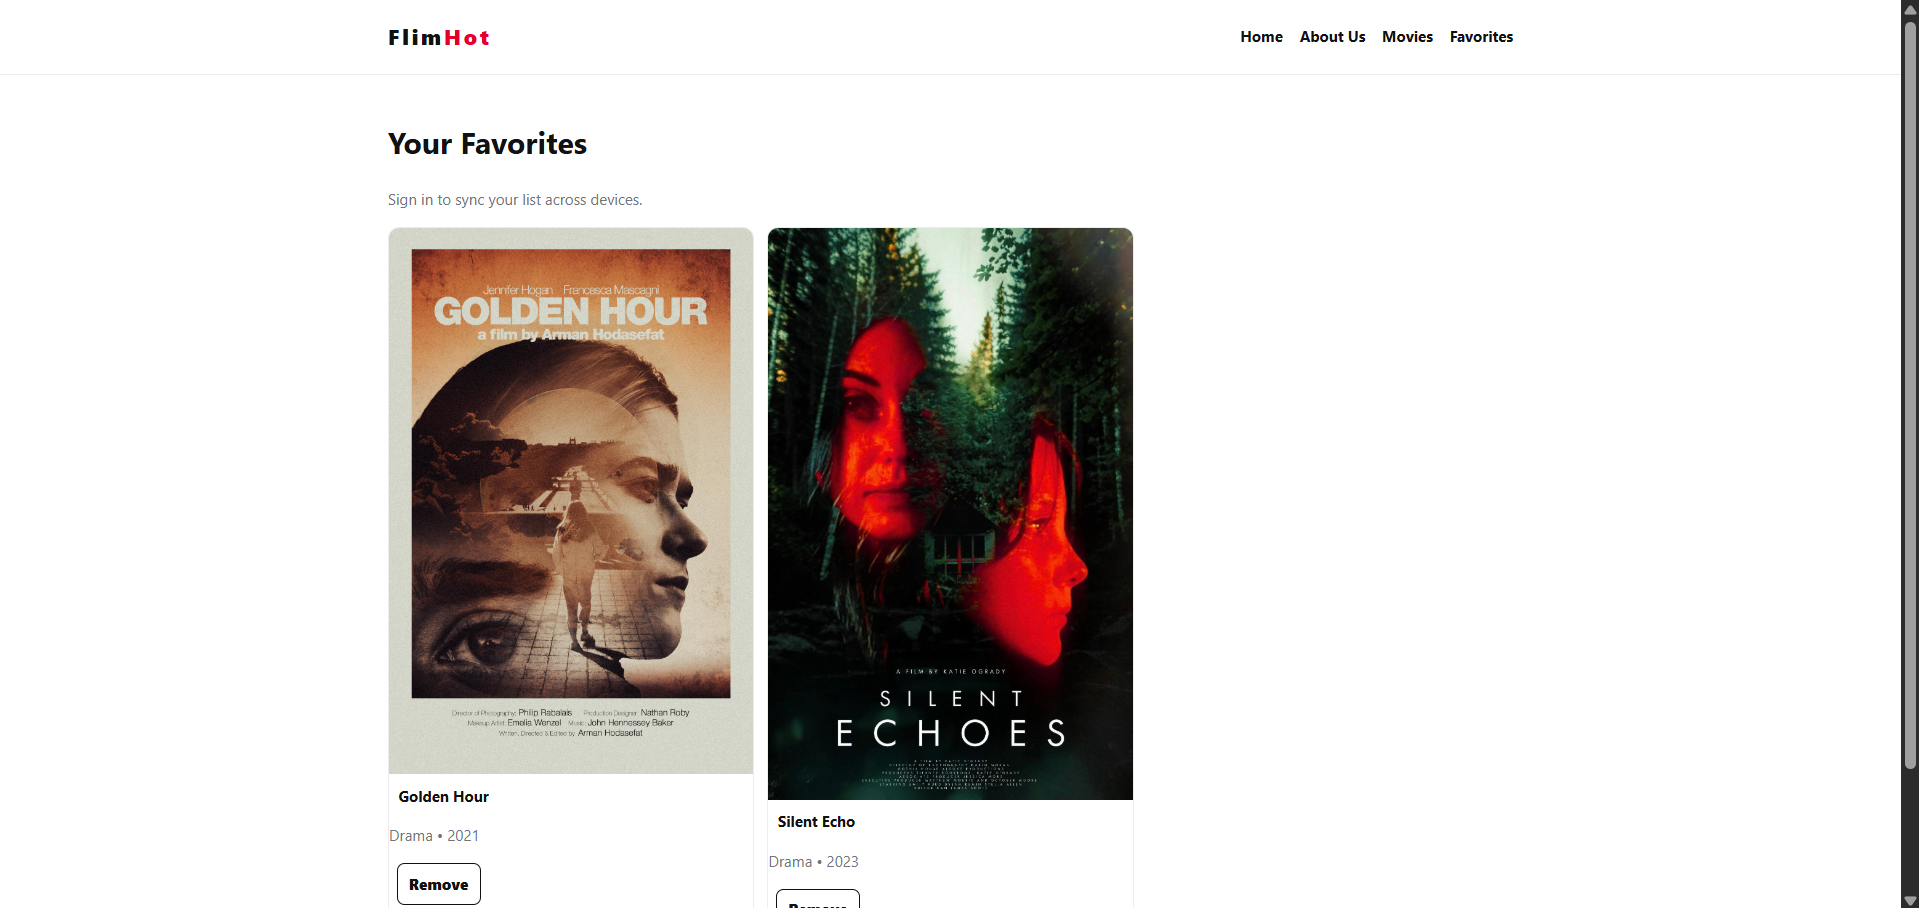 FlimHot
Home About Us Movies Favorites
Your Favorites
Sign in to sync your list across devices.
Jennifer Hogan Francesca Mascagni
GOLDEN HOUR
a film by Arman Hodasefat
Director of Photography: Philip Rabalais Production Designer: Nathan Roby
Makeup Artist: Emelia Wenzel Music: John Hennessey Baker
Written, Directed & Edited by Arman Hodasefat
Golden Hour
Drama • 2021
Remove
A FILM BY KATIE OGRADY
SILENT
ECHOES
Silent Echo
Drama • 2023